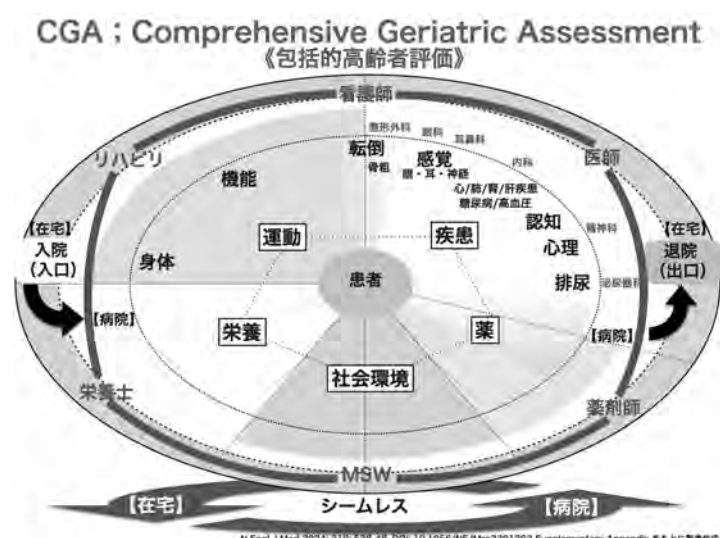 CGA ; Comprehensive Geriatric Assessment
《包括的高齢者評価》
看護師
整形外科
眼科
耳鼻科
リハビリ
転倒
感覚
内科
医師
骨粗
眼・耳・神経
機能
心/肺/腎/肝疾患
糖尿病/高血圧
【在宅】
入院
(入口)
運動
疾患
認知
精神科
【在宅】
退院
(出口)
心理
身体
患者
排尿
泌尿器科
【病院】
栄養
薬
【病院】
社会環境
栄養士
薬剤師
MSW
【在宅】
シームレス
【病院】